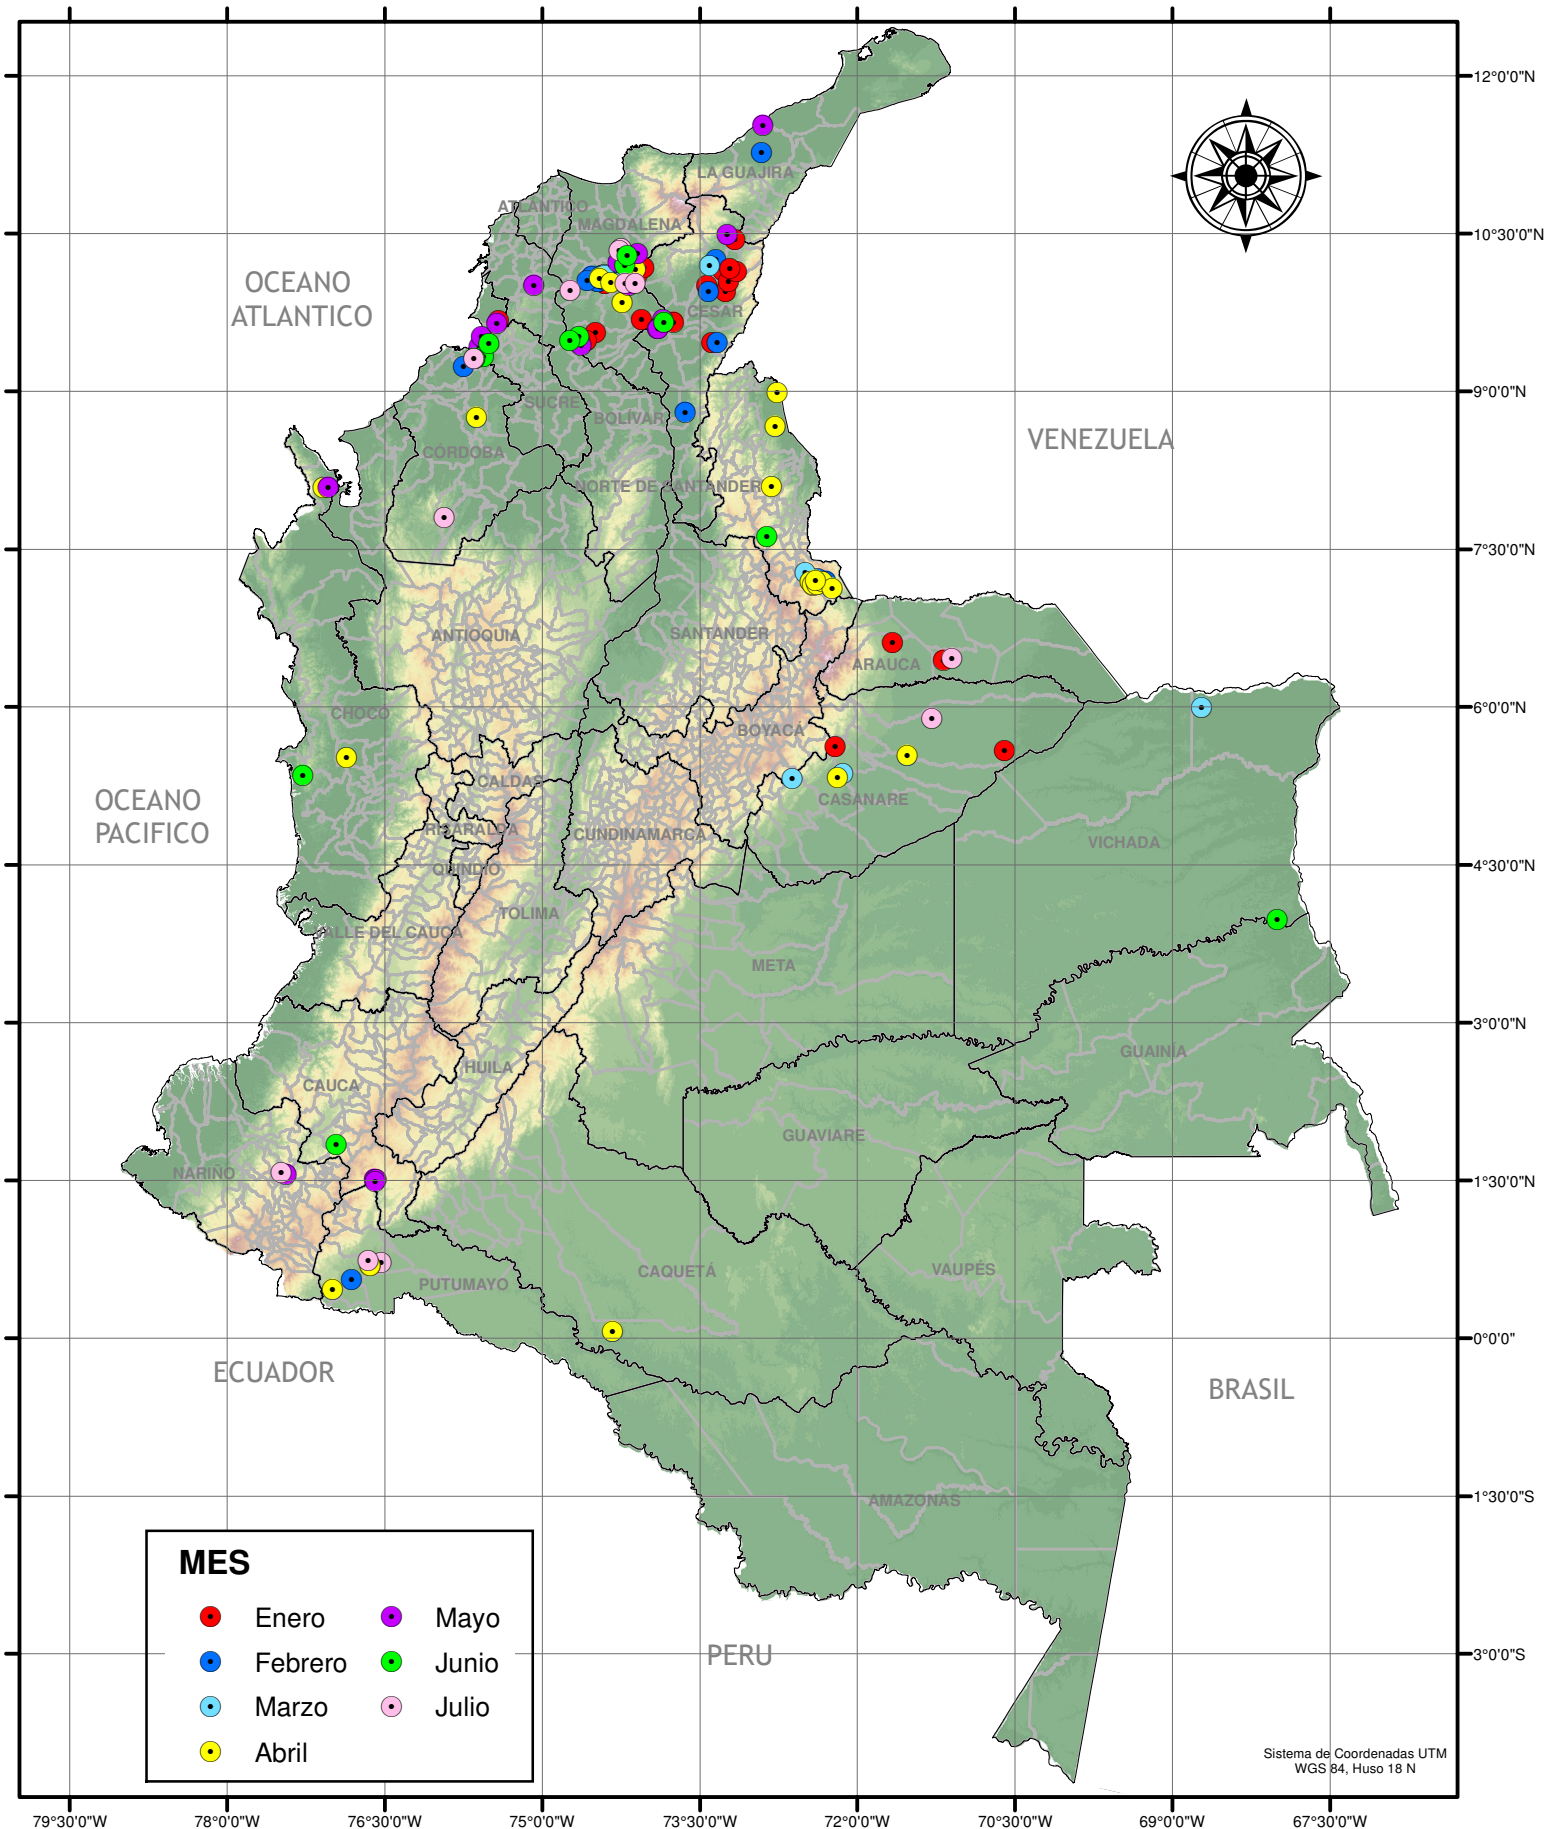 12°0'0"N
LA GUAJIRA
ATLÁNTICO
MAGDALENA
10°30'0"N
OCEANO
ATLANTICO
CESAR
9°0'0"N
SUCRE
BOLÍVAR
VENEZUELA
CÓRDOBA
NORTE DE SANTANDER
7°30'0"N
ANTIOQUIA
SANTANDER
ARAUCA
6°0'0"N
CHOCO
BOYACÁ
CALDAS
CASANARE
OCEANO
PACIFICO
RISARALDA
CUNDINAMARCA
VICHADA
4°30'0"N
QUINDIO
TOLIMA
VALLE DEL CAUCA
META
3°0'0"N
GUAINÍA
HUILA
CAUCA
GUAVIARE
NARIÑO
1°30'0"N
CAQUETÁ
VAUPÉS
PUTUMAYO
0°0'0"
ECUADOR
BRASIL
1°30'0"S
AMAZONAS
MES
Enero
Mayo
Febrero
Junio
Marzo
Julio
Abril
PERU
3°0'0"S
Sistema de Coordenadas UTM
WGS 84, Huso 18 N
79°30'0"W 78°0'0"W 76°30'0"W 75°0'0"W 73°30'0"W 72°0'0"W 70°30'0"W 69°0'0"W 67°30'0"W